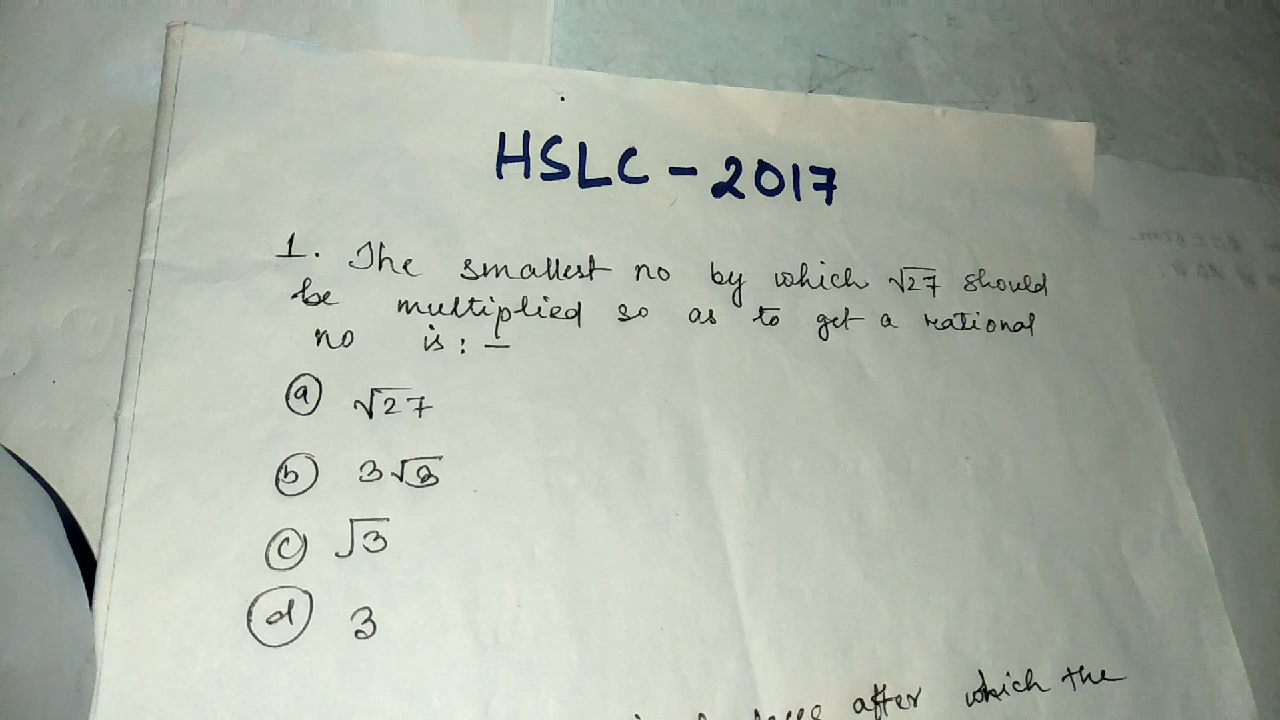 HSLC - 2017
1. The smallest no by which √27 should
be multiplied so as to get a rational
no is : —
(a) √27
(b) 3√3
(c) √3
(d) 3
after which the